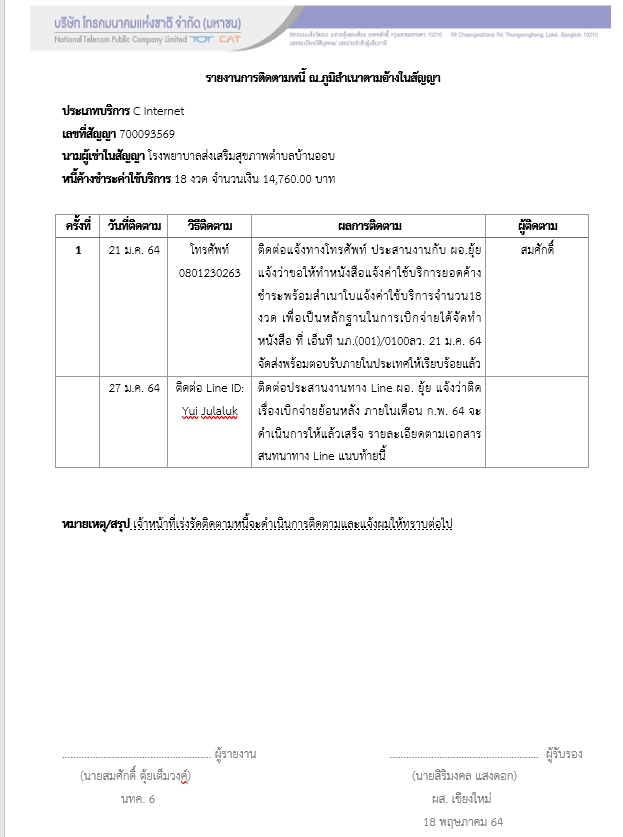 บริษัท โทรคมนาคมแห่งชาติ จำกัด (มหาชน)
National Telecom Public Company Limited TOT CAT
99 ถนนแจ้งวัฒนะ แขวงทุ่งสองห้อง เขตหลักสี่ กรุงเทพมหานคร 10210 99 Chaengwattana Rd. Thungsonghong, Laksi, Bangkok 10210
รายงานการติดตามหนี้ ณ.ภูมิลำเนาตามอ้างในสัญญา
ประเภทบริการ C Internet
เลขที่สัญญา 700093569
นามผู้เช่าในสัญญา โรงพยาบาลส่งเสริมสุขภาพตำบลบ้านออบ
หนี้ค้างชำระค่าใช้บริการ 18 งวด จำนวนเงิน 14,760.00 บาท
ครั้งที่ วันที่ติดตาม วิธีติดตาม ผลการติดตาม ผู้ติดตาม
1 21 ม.ค. 64 โทรศัพท์ ติดต่อแจ้งทางโทรศัพท์ ประสานงานกับ ผอ.ยุ้ย สมศักดิ์
0801230263 แจ้งว่าขอให้ทำหนังสือแจ้งค่าใช้บริการยอดค้าง
ชำระพร้อมสำเนาใบแจ้งค่าใช้บริการจำนวน18
งวด เพื่อเป็นหลักฐานในการเบิกจ่ายได้จัดทำ
หนังสือ ที่ เอ็นที นภ.(001)/0100ลว. 21 ม.ค. 64
จัดส่งพร้อมตอบรับภายในประเทศให้เรียบร้อยแล้ว
27 ม.ค. 64 ติดต่อ Line ID: ติดต่อประสานงานทาง Line ผอ. ยุ้ย แจ้งว่าติด
Yui Julaluk เรื่องเบิกจ่ายย้อนหลัง ภายในเดือน ก.พ. 64 จะ
ดำเนินการให้แล้วเสร็จ รายละเอียดตามเอกสาร
สนทนาทาง Line แนบท้ายนี้
หมายเหตุ/สรุป เจ้าหน้าที่เร่งรัดติดตามหนี้จะดำเนินการติดตามและแจ้งผมให้ทราบต่อไป
ผู้รายงาน ผู้รับรอง
(นายสมศักดิ์ ตุ้ยเต็มวงค์) (นายสิริมงคล แสงดอก)
นทค. 6 ผส. เชียงใหม่
18 พฤษภาคม 64